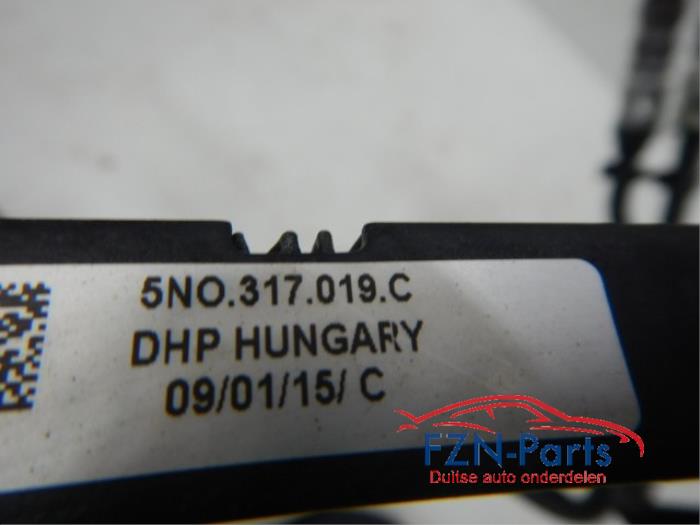 5NO.317.019.C
DHP HUNGARY
09/01/15/ C
FZN-Parts
Duitse auto onderdelen